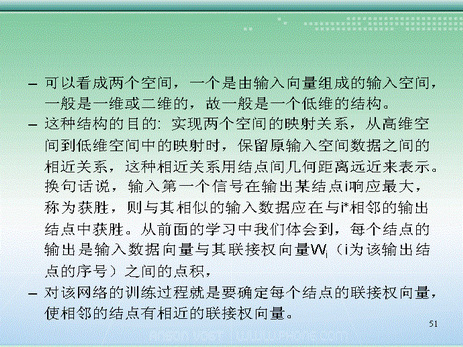 – 可以看成两个空间，一个是由输入向量组成的输入空间，
一般是一维或二维的，故一般是一个低维的结构。
– 这种结构的目的: 实现两个空间的映射关系，从高维空
间到低维空间中的映射时，保留原输入空间数据之间的
相近关系，这种相近关系用结点间几何距离远近来表示。
换句话说，输入第一个信号在输出某结点i响应最大，
称为获胜，则与其相似的输入数据应在与i*相邻的输出
结点中获胜。从前面的学习中我们体会到，每个结点的
输出是输入数据向量与其联接权向量Wi（i为该输出结
点的序号）之间的点积，
– 对该网络的训练过程就是要确定每个结点的联接权向量，
使相邻的结点有相近的联接权向量。
51